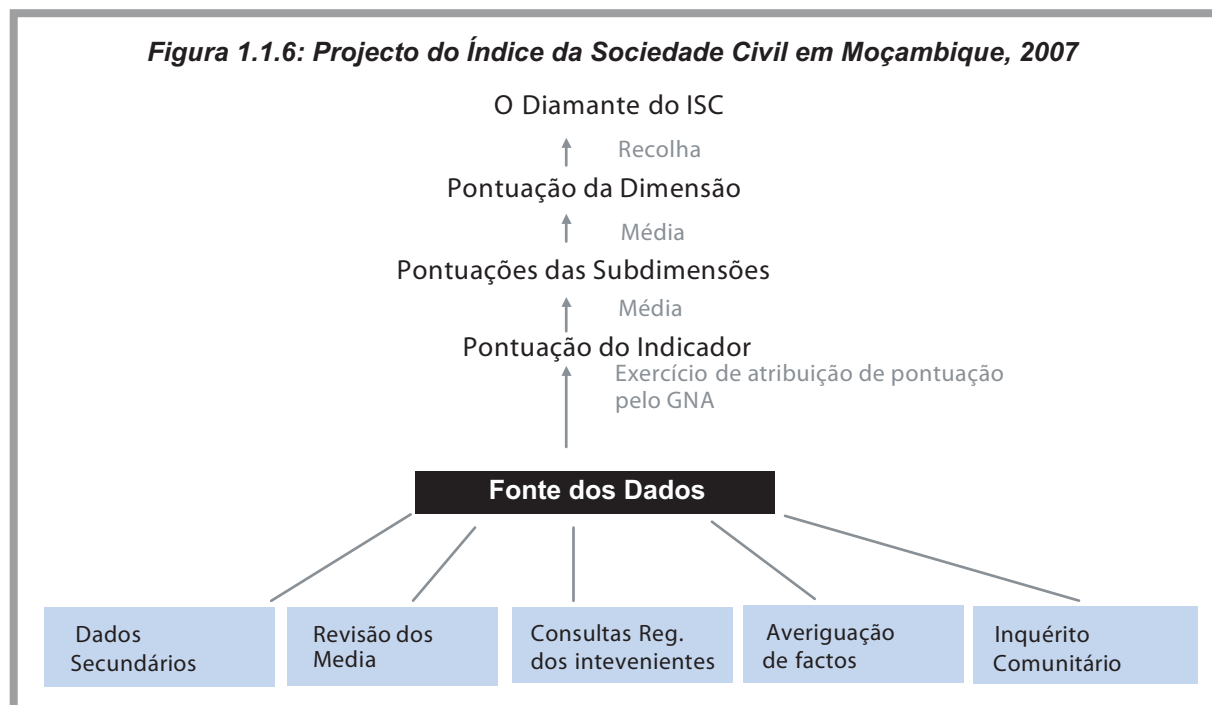 Figura 1.1.6: Projecto do Índice da Sociedade Civil em Moçambique, 2007
O Diamante do ISC
Recolha
Pontuação da Dimensão
Média
Pontuações das Subdimensões
Média
Pontuação do Indicador
Exercício de atribuição de pontuação
pelo GNA
Fonte dos Dados
Dados
Secundários
Revisão dos
Media
Consultas Reg.
dos intevenientes
Averiguação
de factos
Inquérito
Comunitário